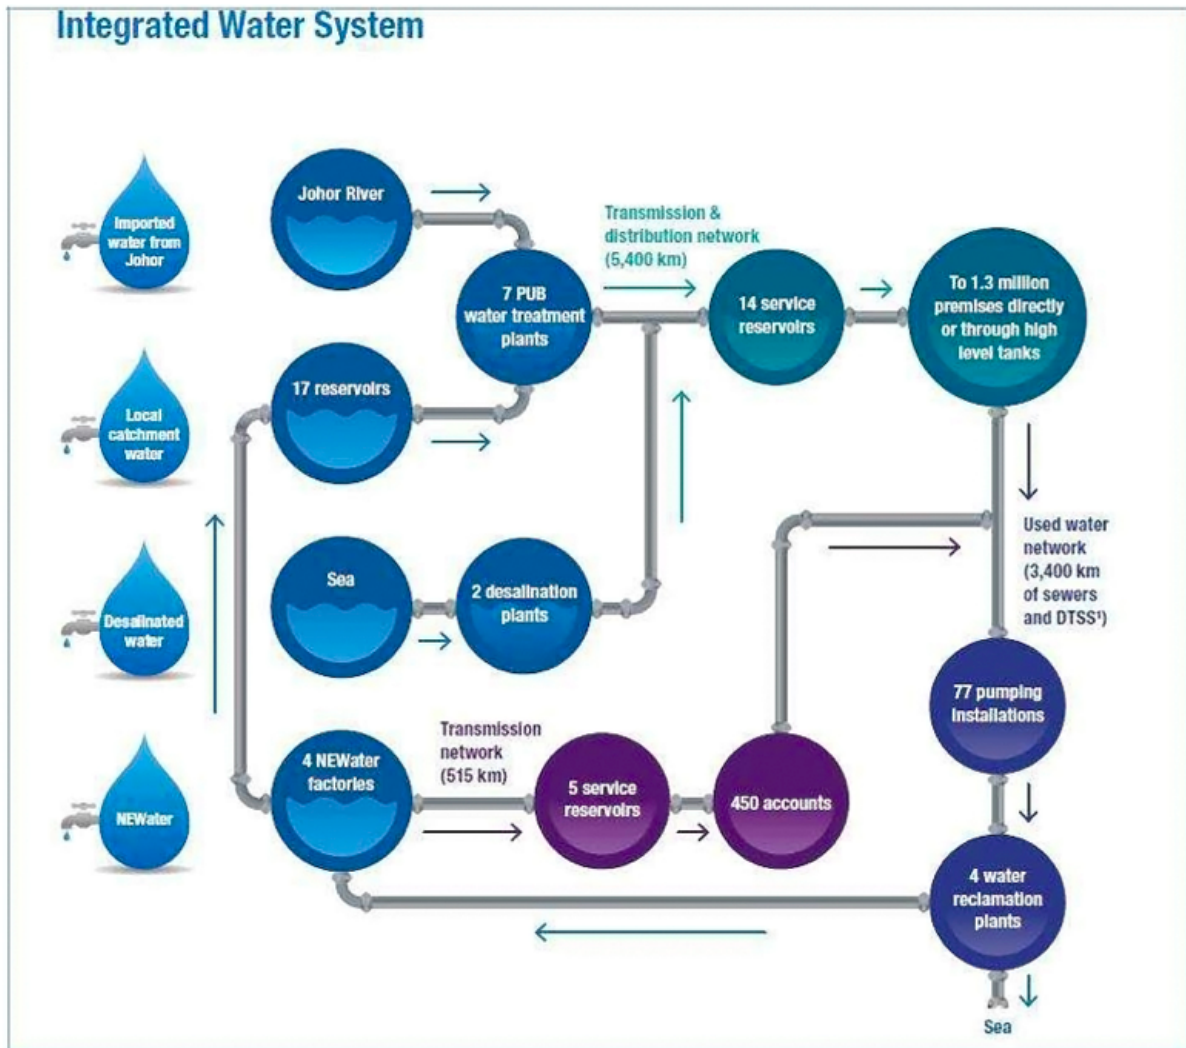 Integrated Water System
Imported
water from
Johor
Johor River
Transmission &
distribution network
(5,400 km)
7 PUB
water treatment
plants
14 service
reservoirs
To 1.3 million
premises directly
or through high
level tanks
Local
catchment
water
17 reservoirs
Used water
network
(3,400 km
of sewers
and DTSS¹)
Desalinated
water
Sea
2 desalination
plants
77 pumping
installations
NEWater
4 NEWater
factories
Transmission
network
(515 km)
5 service
reservoirs
450 accounts
4 water
reclamation
plants
Sea